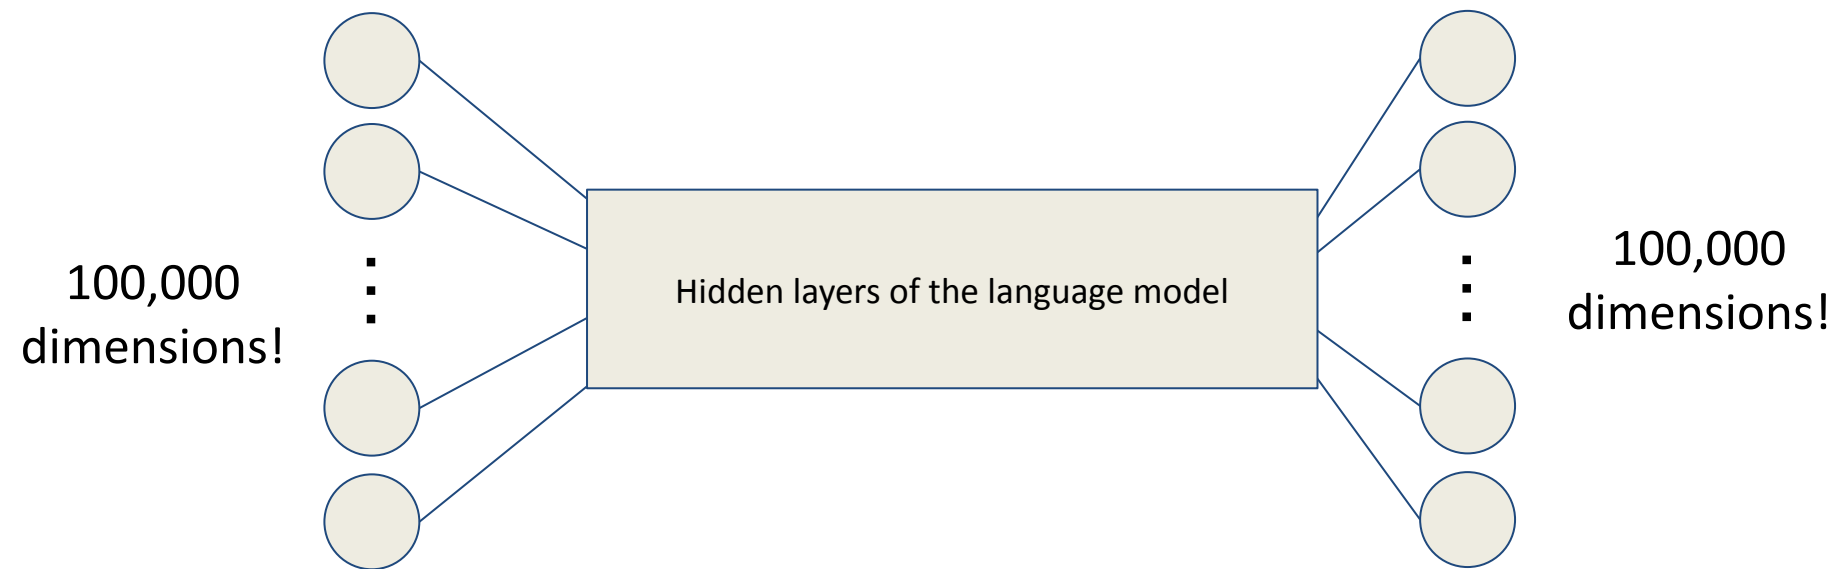 100,000
dimensions!
Hidden layers of the language model
100,000
dimensions!